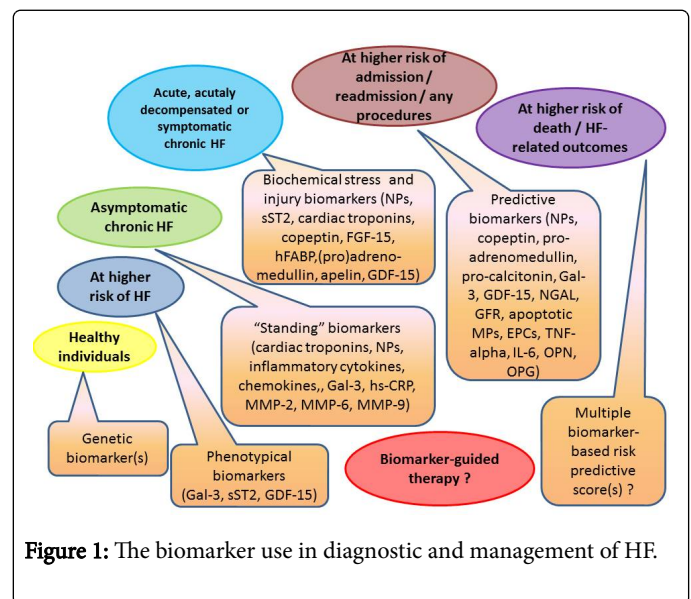 Acute, acutaly
decompensated or
symptomatic
chronic HF
At higher risk of
admission /
readmission / any
procedures
At higher risk of
death / HF-
related outcomes
Asymptomatic
chronic HF
At higher
risk of HF
Healthy
individuals
Biochemical stress and
injury biomarkers (NPs,
sST2, cardiac troponins,
copeptin, FGF-15,
hFABP,(pro)adreno-
medullin, apelin, GDF-15)
Predictive
biomarkers (NPs,
copeptin, pro-
adrenomedullin,
pro-calcitonin, Gal-
3, GDF-15, NGAL,
GFR, apoptotic
MPs, EPCs, TNF-
alpha, IL-6, OPN,
OPG)
“Standing” biomarkers
(cardiac troponins, NPs,
inflammatory cytokines,
chemokines,, Gal-3, hs-CRP,
MMP-2, MMP-6, MMP-9)
Genetic
biomarker(s)
Phenotypical
biomarkers
(Gal-3, sST2, GDF-15)
Biomarker-guided
therapy ?
Multiple
biomarker-
based risk
predictive
score(s) ?
Figure 1: The biomarker use in diagnostic and management of HF.